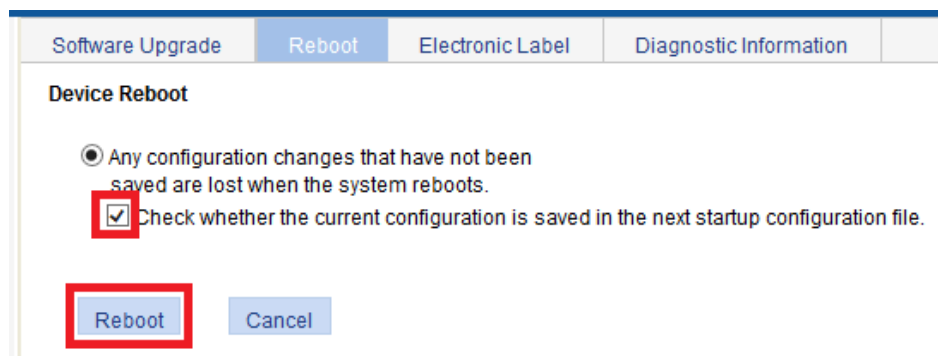 Software Upgrade Reboot Electronic Label Diagnostic Information
Device Reboot
Any configuration changes that have not been
saved are lost when the system reboots.
Check whether the current configuration is saved in the next startup configuration file.
Reboot Cancel